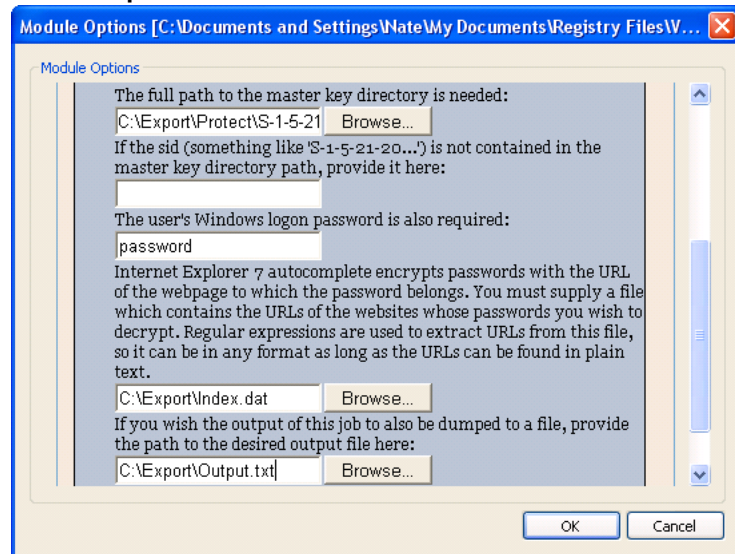 Module Options [C:\Documents and Settings\Nate\My Documents\Registry Files\V...
Module Options
The full path to the master key directory is needed:
C:\Export\Protect\S-1-5-21 Browse...
If the sid (something like 'S-1-5-21-20...') is not contained in the
master key directory path, provide it here:
The user's Windows logon password is also required:
password
Internet Explorer 7 autocomplete encrypts passwords with the URL
of the webpage to which the password belongs. You must supply a file
which contains the URLs of the websites whose passwords you wish to
decrypt. Regular expressions are used to extract URLs from this file,
so it can be in any format as long as the URLs can be found in plain
text.
C:\Export\Index.dat Browse...
If you wish the output of this job to also be dumped to a file, provide
the path to the desired output file here:
C:\Export\Output.txt Browse...
OK Cancel